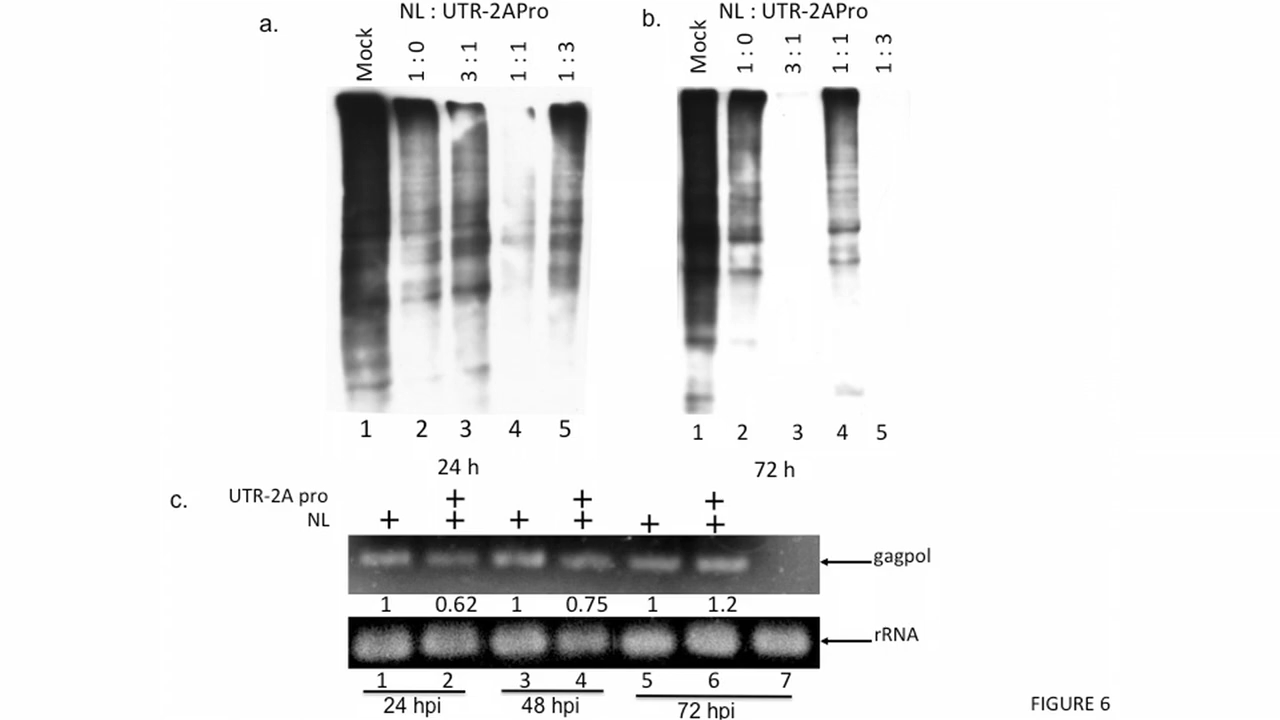 a.
NL : UTR-2APro
Mock
1 : 0
3 : 1
1 : 1
1 : 3
1 2 3 4 5
24 h
b.
NL : UTR-2APro
Mock
1 : 0
3 : 1
1 : 1
1 : 3
1 2 3 4 5
72 h
c.
UTR-2A pro + + +
NL + + + + + +
gagpol
1 0.62 1 0.75 1 1.2
rRNA
1 2 3 4 5 6 7
24 hpi 48 hpi 72 hpi
FIGURE 6